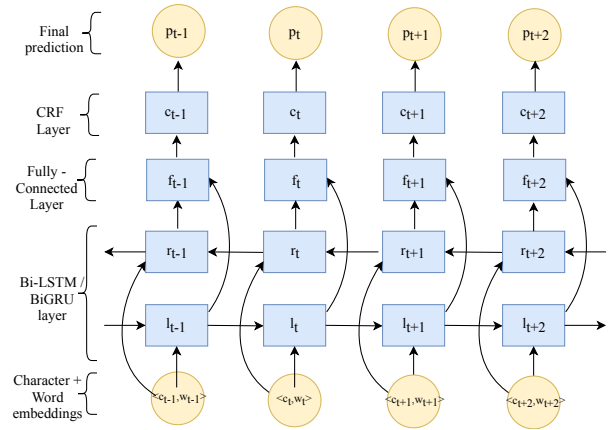 Final
prediction
pt-1
pt
pt+1
pt+2
CRF
Layer
ct-1
ct
ct+1
ct+2
Fully -
Connected
Layer
ft-1
ft
ft+1
ft+2
Bi-LSTM /
BiGRU
layer
rt-1
rt
rt+1
rt+2
lt-1
lt
lt+1
lt+2
Character +
Word
embeddings
<ct-1,wt-1>
<ct,wt>
<ct+1,wt+1>
<ct+2,wt+2>